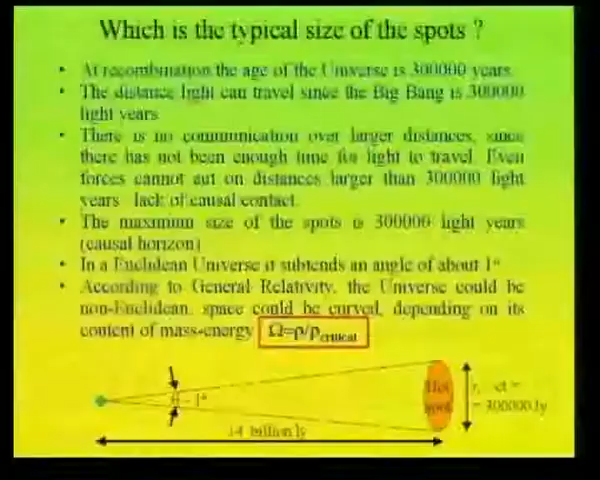 Which is the typical size of the spots ?
• At recombination the age of the Universe is 300000 years
• The distance light can travel since the Big Bang is 300000
light years
• There is no communication over larger distances, since
there has not been enough time for light to travel. Even
forces cannot act on distances larger than 300000 light
years lack of causal contact
• The maximum size of the spots is 300000 light years
(causal horizon)
• In a Euclidean Universe it subtends an angle of about 1°
• According to General Relativity, the Universe could be
non-Euclidean, space could be curved, depending on its
content of mass-energy Ω=ρ/ρcritical
1°
Hot
spot
ct =
= 300000 ly
14 billion ly